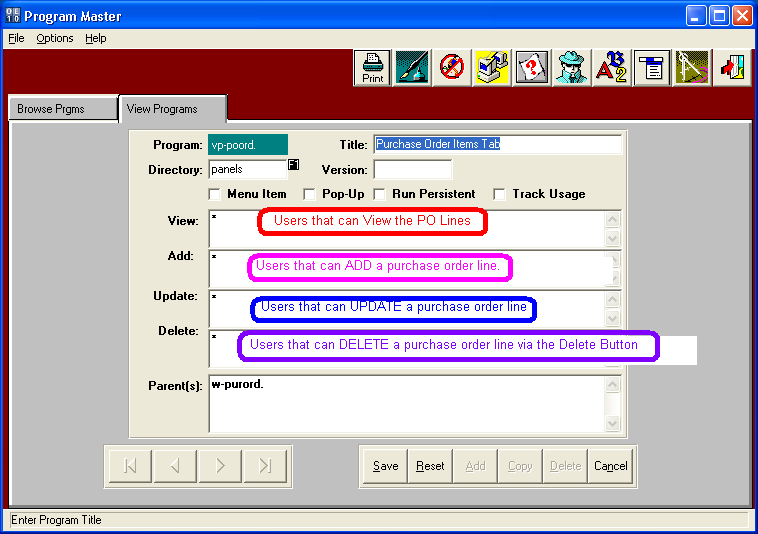 OE
10
Program Master
File Options Help
Print
A B 2
Browse Prgms View Programs
Program: vp-poord. Title: Purchase Order Items Tab
Directory: panels F1 Version:
Menu Item Pop-Up Run Persistent Track Usage
View: * Users that can View the PO Lines
Add: * Users that can ADD a purchase order line.
Update: * Users that can UPDATE a purchase order line
Delete: * Users that can DELETE a purchase order line via the Delete Button
Parent(s): w-purord.
Save Reset Add Copy Delete Cancel
Enter Program Title